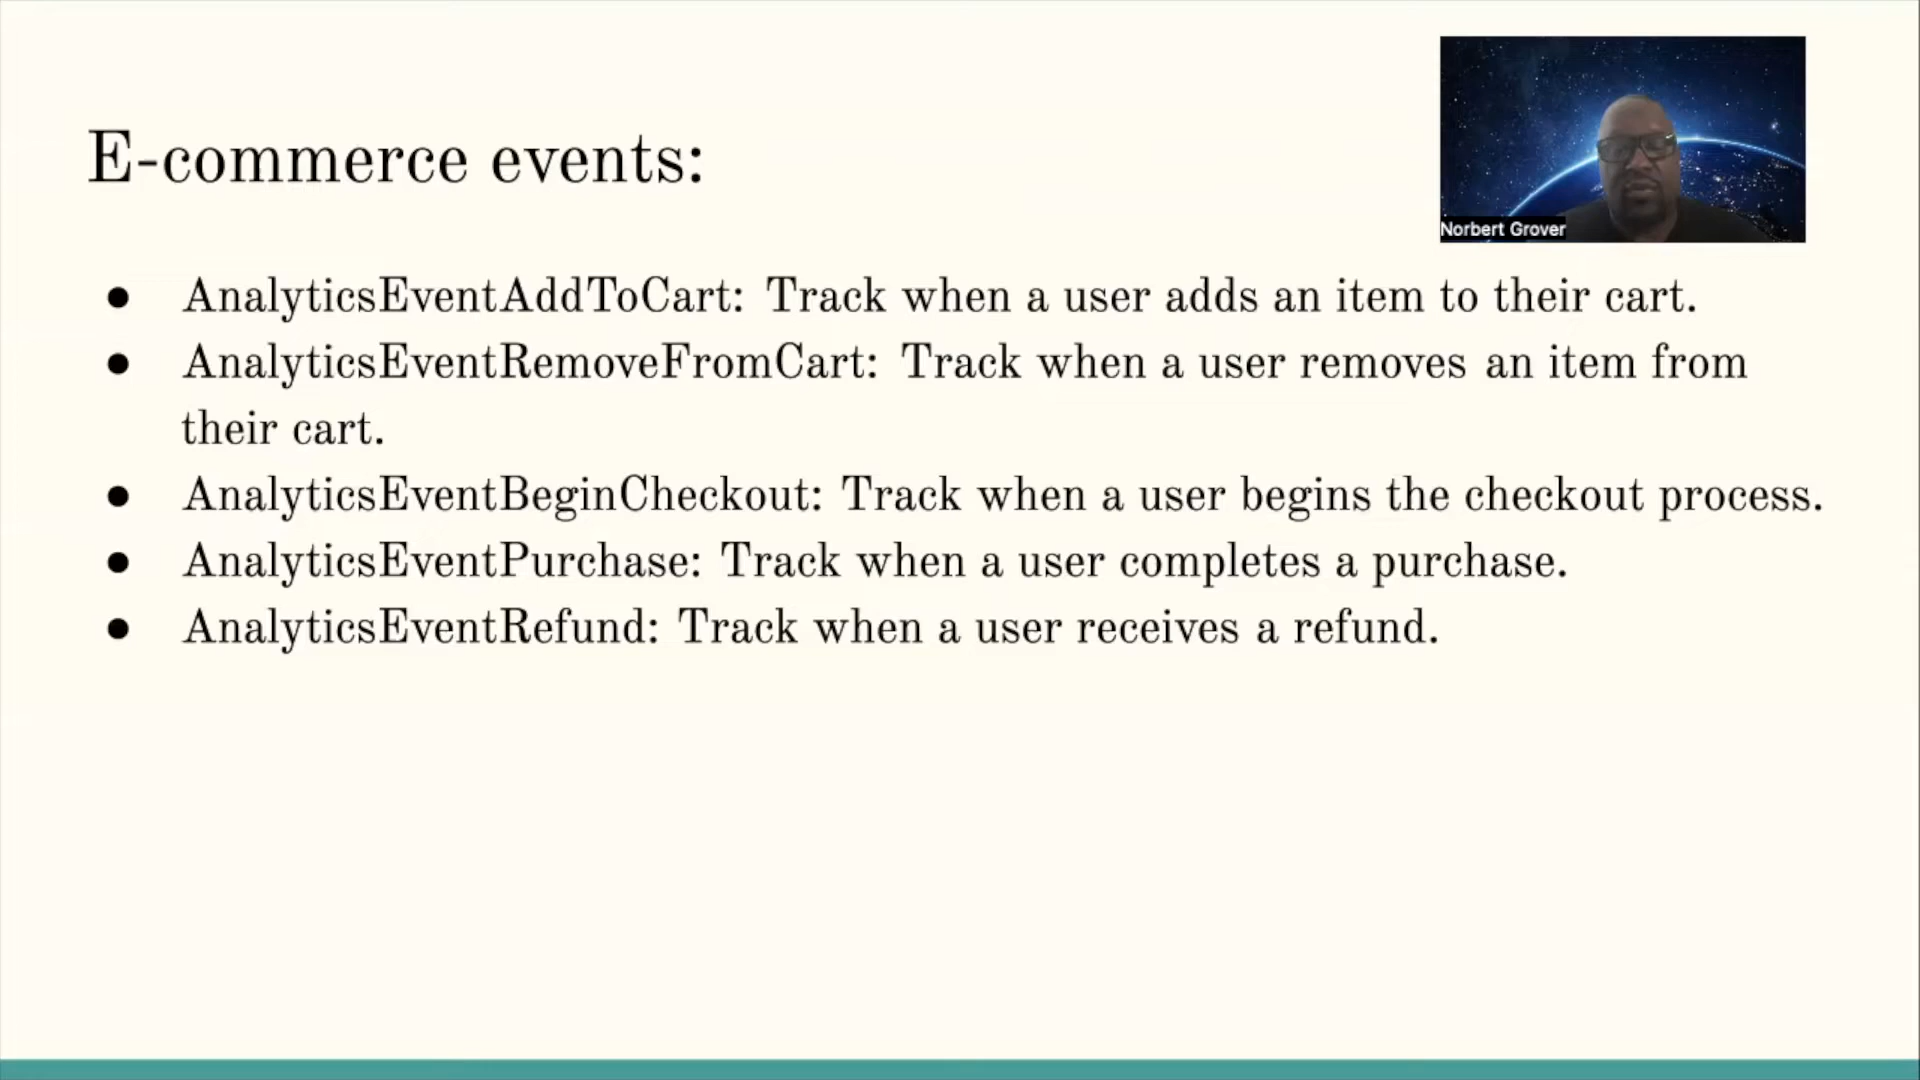 E-commerce events:
Norbert Grover
● AnalyticsEventAddToCart: Track when a user adds an item to their cart.
● AnalyticsEventRemoveFromCart: Track when a user removes an item from
their cart.
● AnalyticsEventBeginCheckout: Track when a user begins the checkout process.
● AnalyticsEventPurchase: Track when a user completes a purchase.
● AnalyticsEventRefund: Track when a user receives a refund.